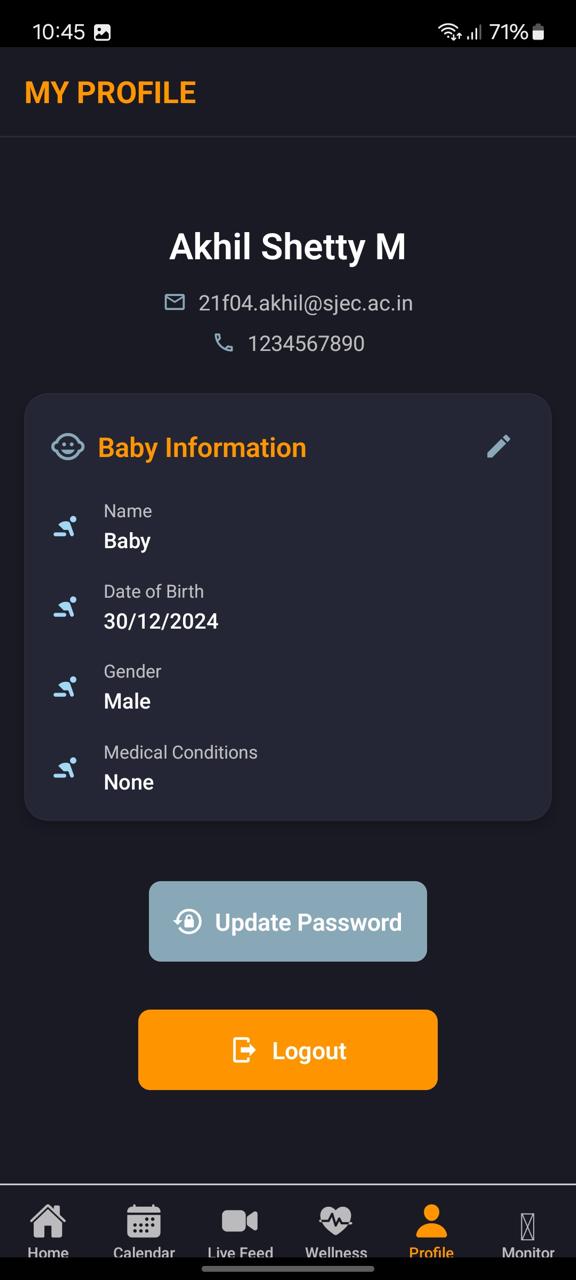 10:45
71%
MY PROFILE
Akhil Shetty M
21f04.akhil@sjec.ac.in
1234567890
Baby Information
Name
Baby
Date of Birth
30/12/2024
Gender
Male
Medical Conditions
None
Update Password
Logout
Home Calendar Live Feed Wellness Profile Monitor